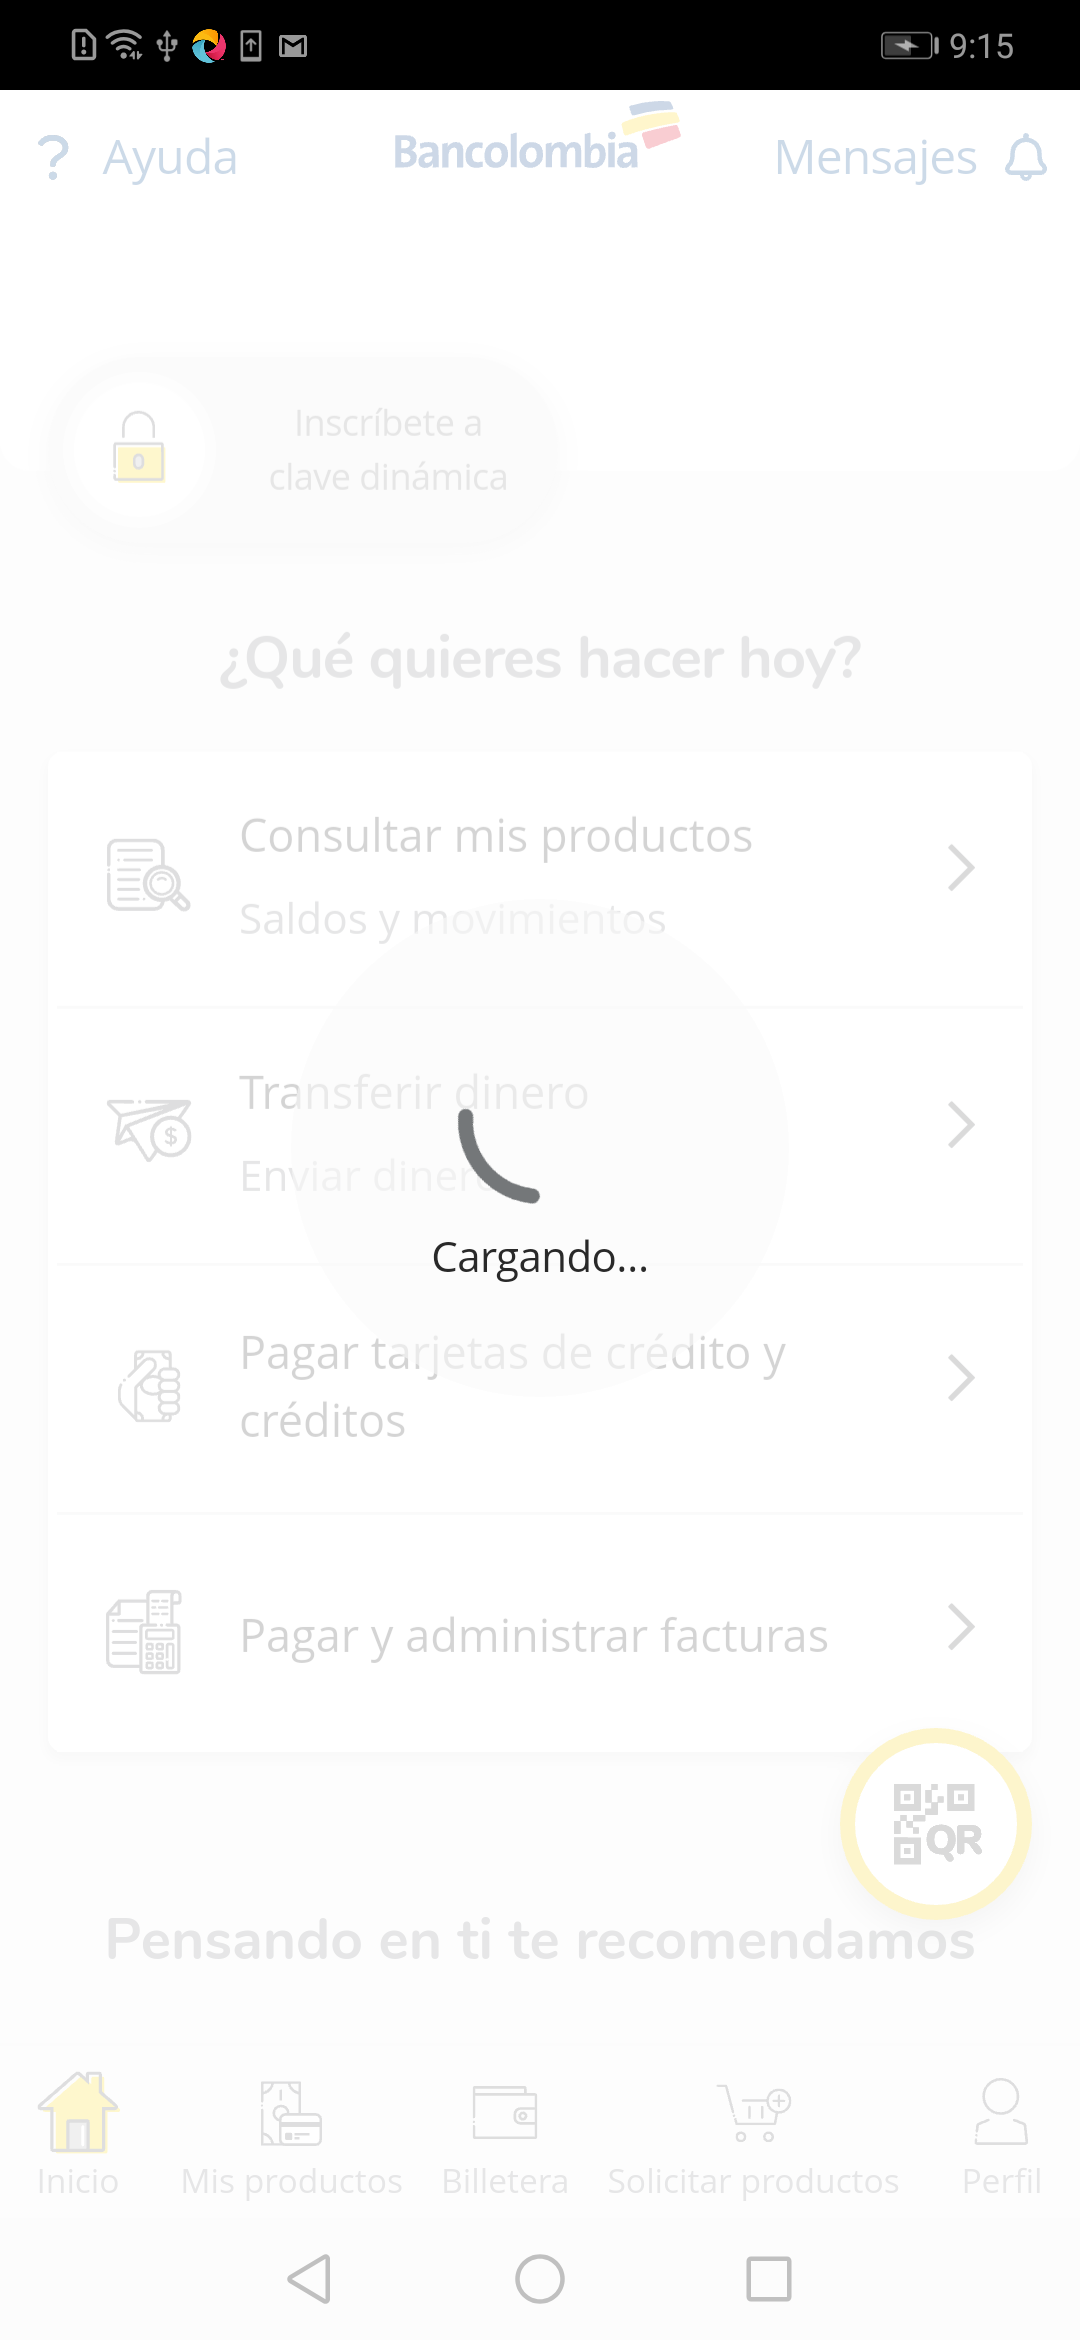 9:15
? Ayuda
Bancolombia
Mensajes
Inscríbete a
clave dinámica
¿Qué quieres hacer hoy?
Consultar mis productos
Saldos y movimientos
Transferir dinero
Enviar dinero
Cargando...
Pagar tarjetas de crédito y
créditos
Pagar y administrar facturas
QR
Pensando en ti te recomendamos
Inicio
Mis productos
Billetera
Solicitar productos
Perfil